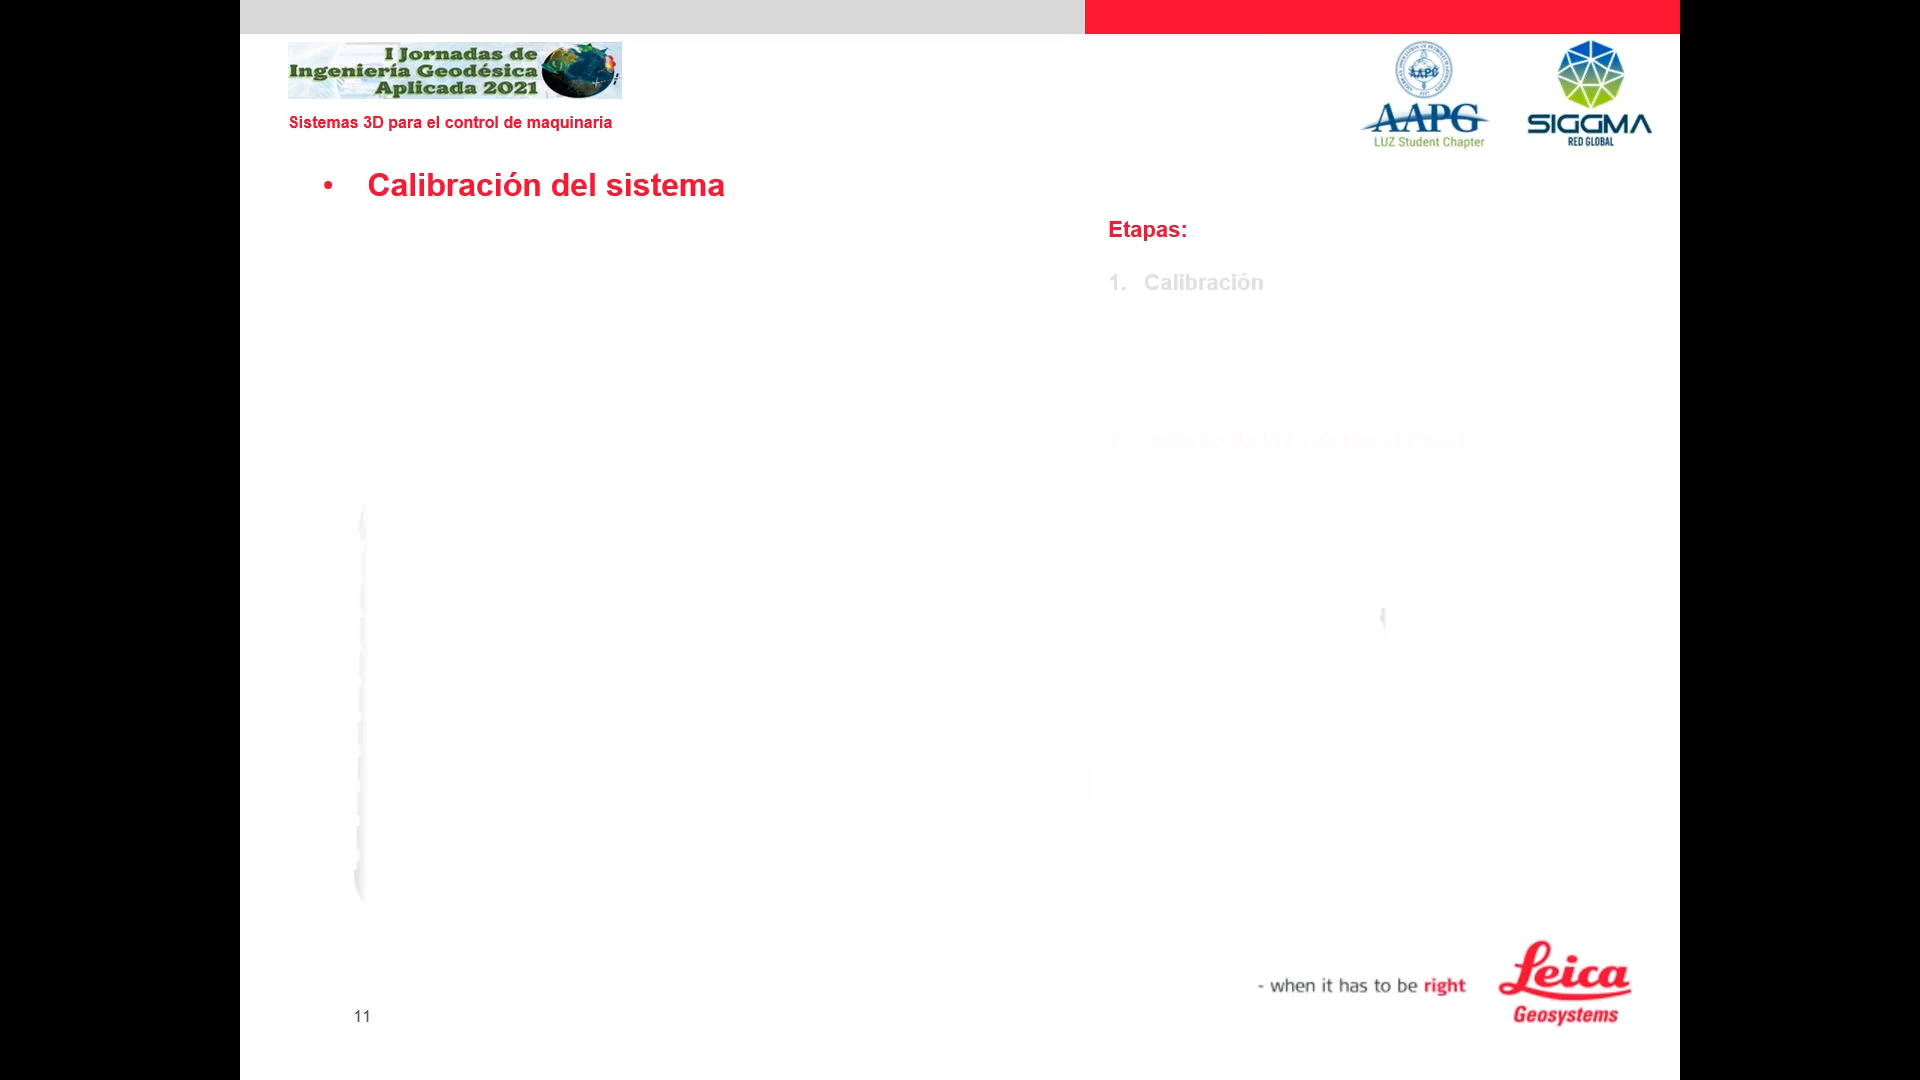 I Jornadas de
Ingeniería Geodésica
Aplicada 2021
Sistemas 3D para el control de maquinaria
AAPG
AAPG
LUZ Student Chapter
SIGGMA
RED GLOBAL
• Calibración del sistema
Etapas:
1. Calibración
- when it has to be right
Leica
Geosystems
11